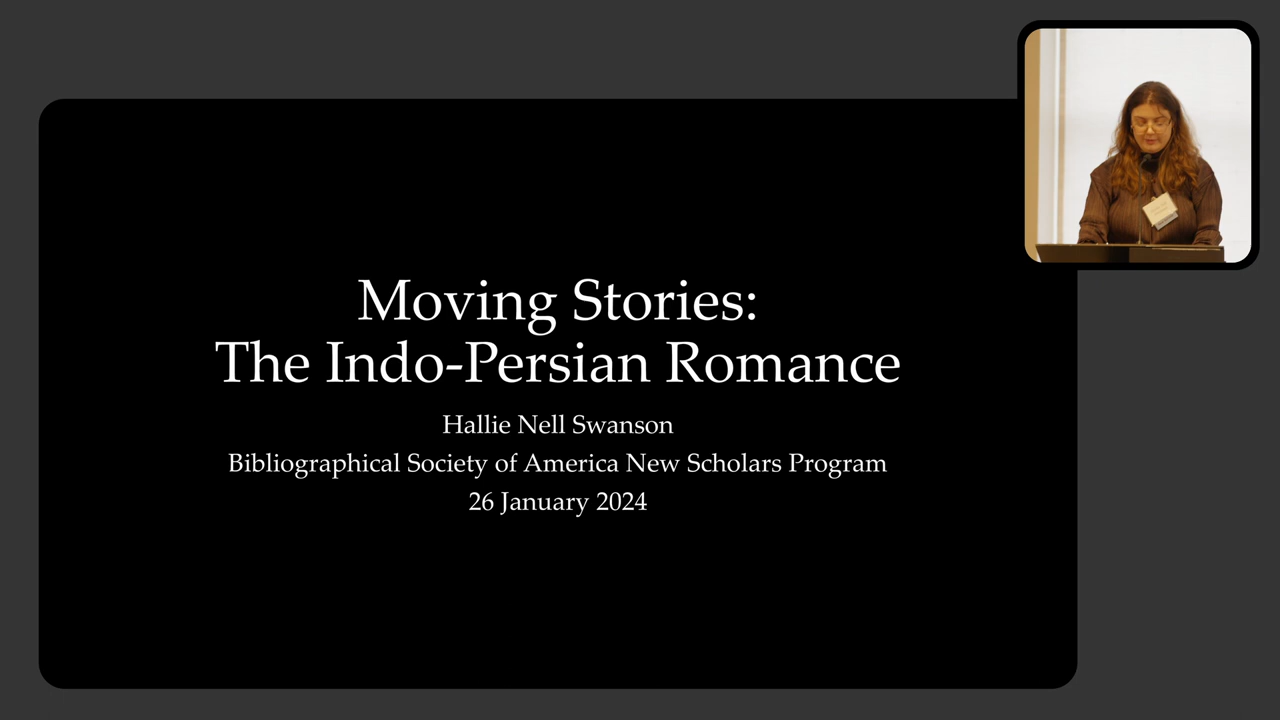 Moving Stories:
The Indo-Persian Romance
Hallie Nell Swanson
Bibliographical Society of America New Scholars Program
26 January 2024